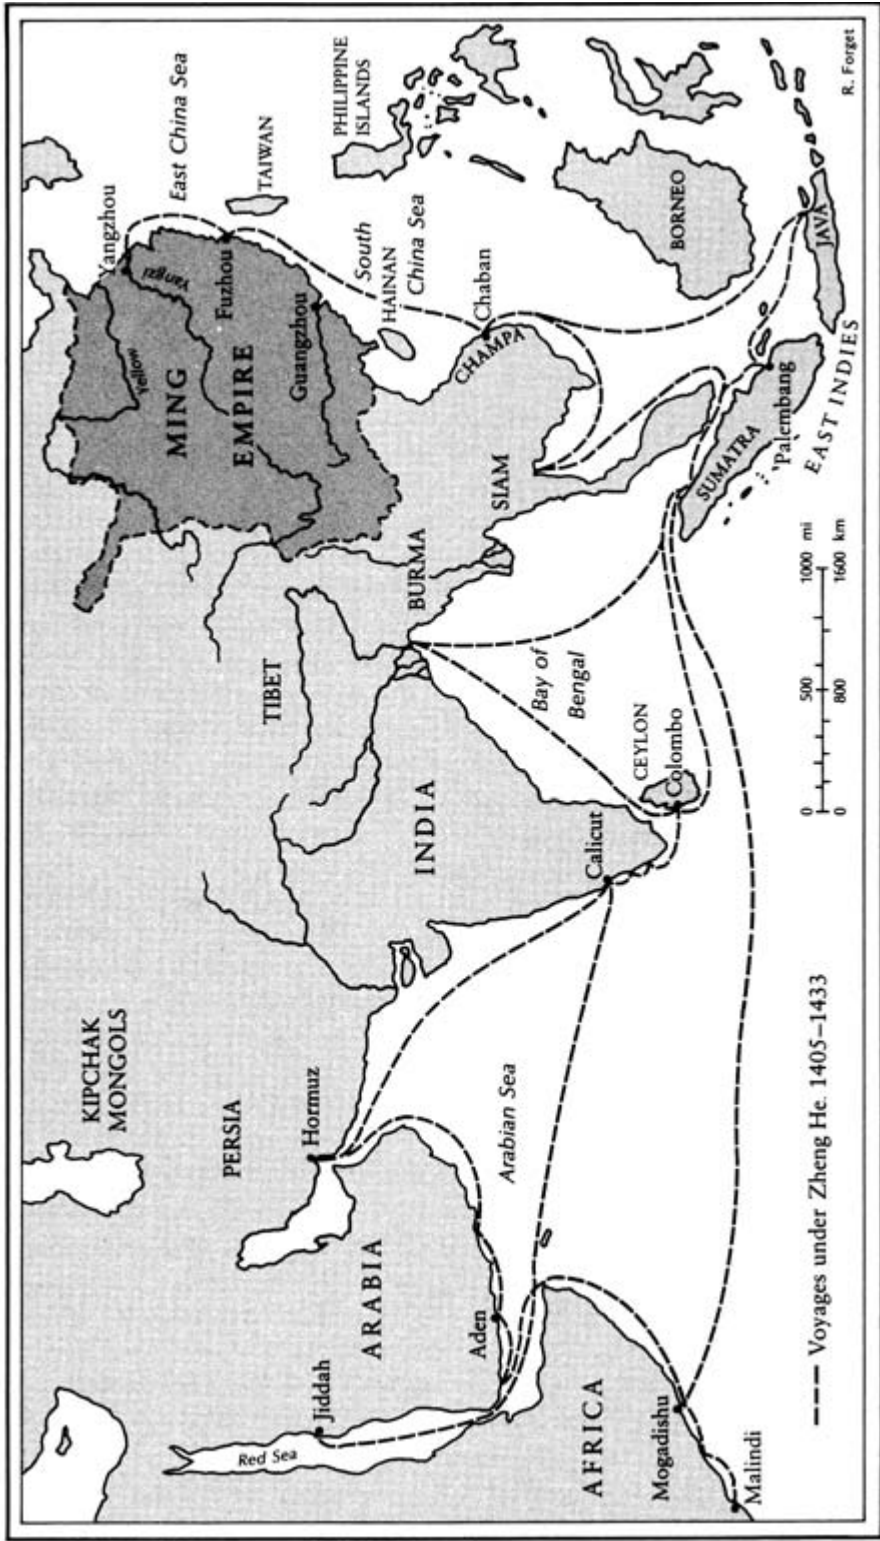 KIPCHAK
MONGOLS
Yangzhou
Yellow
Yangzi
MING
EMPIRE
East China Sea
PERSIA
Fuzhou
TAIWAN
TIBET
Red Sea
Guangzhou
Hormuz
Jiddah
PHILIPPINE
ISLANDS
ARABIA
South
China Sea
HAINAN
BURMA
INDIA
Aden
Chaban
CHAMPA
SIAM
Arabian Sea
Bay of
Bengal
Calicut
AFRICA
CEYLON
Colombo
BORNEO
Mogadishu
SUMATRA
Malindi
Palembang
JAVA
EAST INDIES
Voyages under Zheng He. 1405–1433
0 500 1000 mi
0 800 1600 km
R. Forget